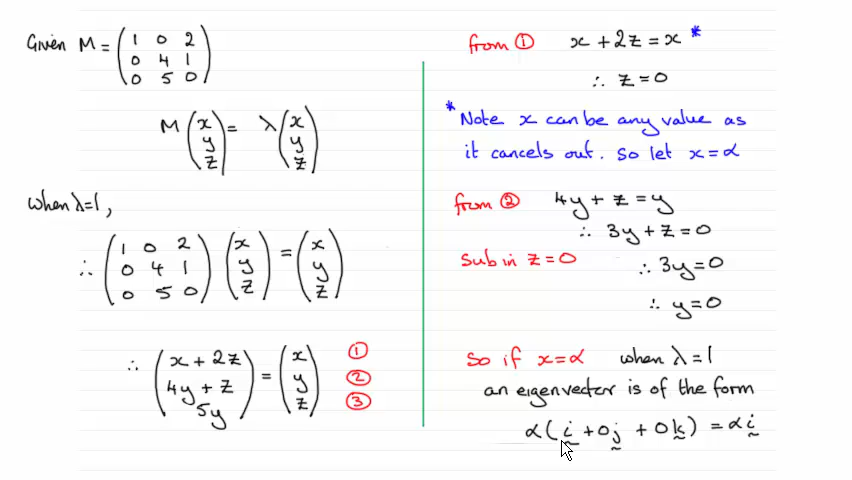 Given M = ( 1 0 2
0 4 1
0 5 0 )
M ( x
y
z ) = λ ( x
y
z )
When λ=1,
∴ ( 1 0 2
0 4 1
0 5 0 ) ( x
y
z ) = ( x
y
z )
∴ ( x + 2z
4y + z
5y ) = ( x
y
z ) ①
②
③
from ① x + 2z = x *
∴ z = 0
* Note x can be any value as
it cancels out. So let x = α
from ② 4y + z = y
∴ 3y + z = 0
Sub in z = 0 ∴ 3y = 0
∴ y = 0
So if x = α when λ = 1
an eigenvector is of the form
α ( i + 0j + 0k ) = α i